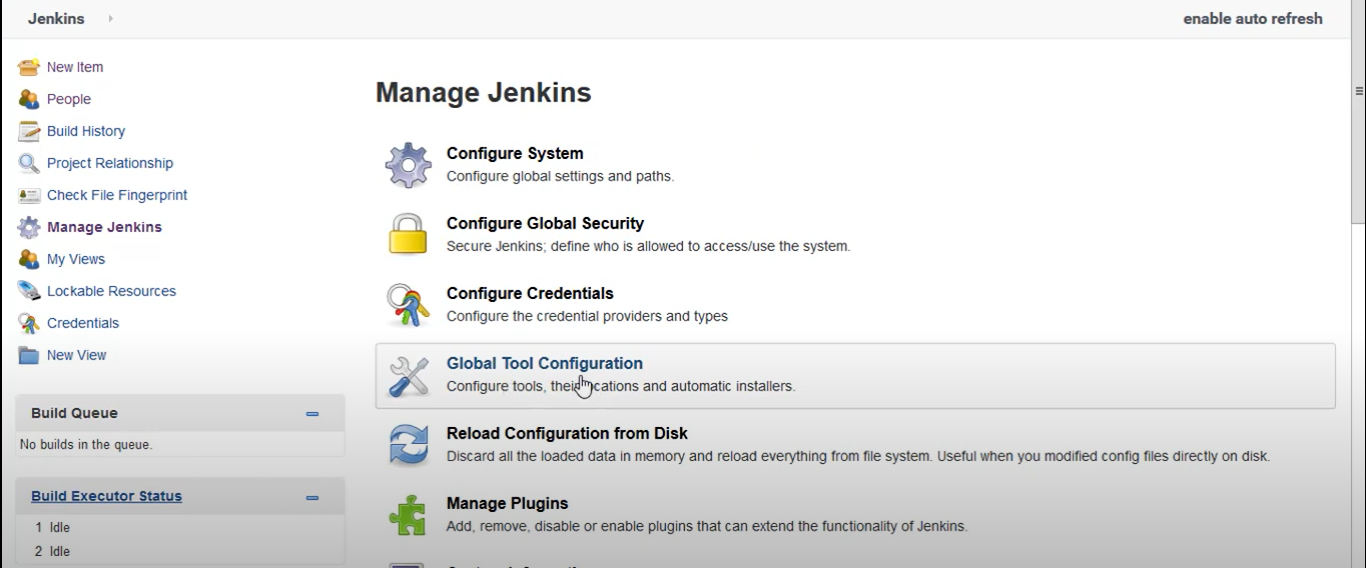 Jenkins
enable auto refresh
New Item
People
Build History
Project Relationship
Check File Fingerprint
Manage Jenkins
My Views
Lockable Resources
Credentials
New View
Build Queue
No builds in the queue.
Build Executor Status
1 Idle
2 Idle
Manage Jenkins
Configure System
Configure global settings and paths.
Configure Global Security
Secure Jenkins; define who is allowed to access/use the system.
Configure Credentials
Configure the credential providers and types
Global Tool Configuration
Configure tools, their and automatic installers.
Reload Configuration from Disk
Discard all the loaded data in memory and reload everything from file system. Useful when you modified config files directly on disk.
Manage Plugins
Add, remove, disable or enable plugins that can extend the functionality of Jenkins.